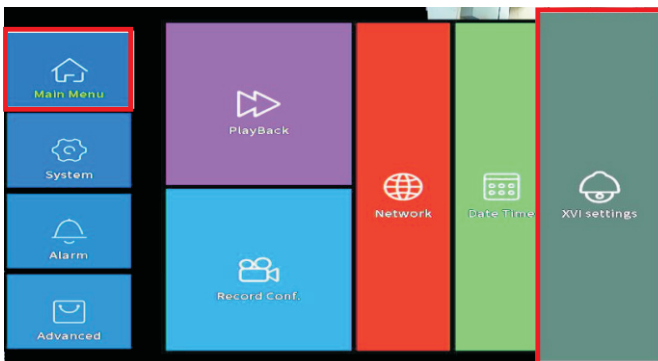 Main Menu
System
Alarm
Advanced
PlayBack
Record Conf.
Network
Date Time
XVI settings